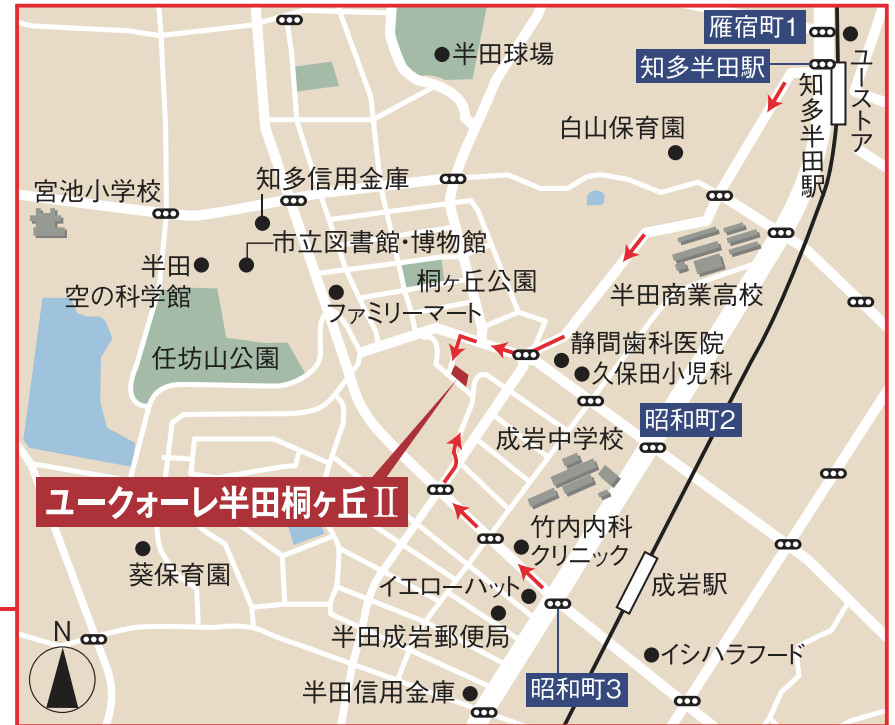 雁宿町1
半田球場
知多半田駅
ユーストア
知多半田駅
白山保育園
宮池小学校
知多信用金庫
市立図書館・博物館
半田
空の科学館
桐ヶ丘公園
半田商業高校
ファミリーマート
任坊山公園
静間歯科医院
久保田小児科
昭和町2
成岩中学校
ユークォーレ半田桐ヶ丘Ⅱ
竹内内科
クリニック
葵保育園
イエローハット
成岩駅
半田成岩郵便局
N
イシハラフード
半田信用金庫
昭和町3